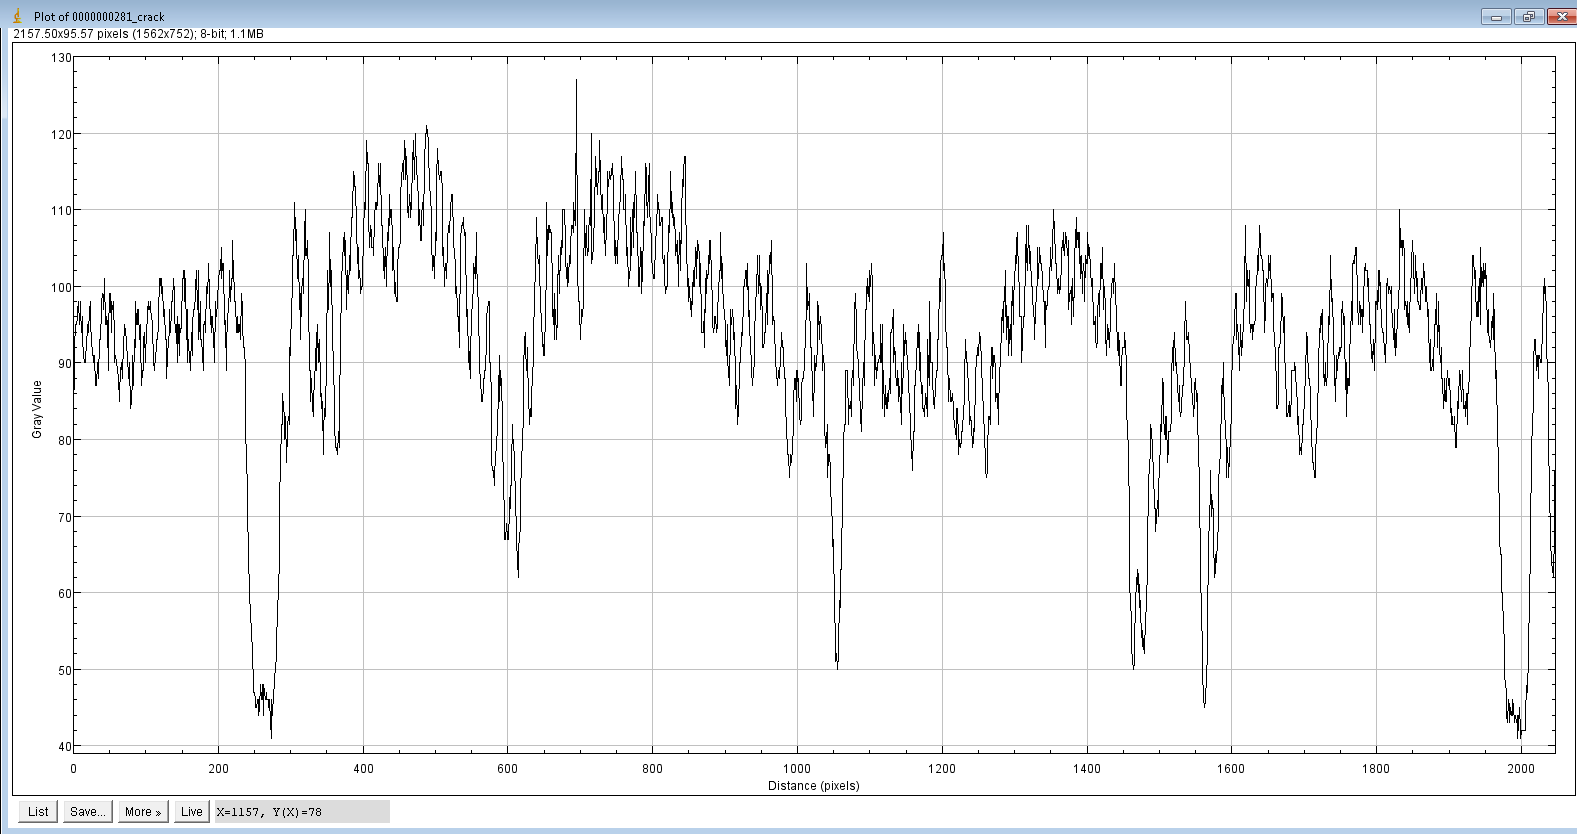 Plot of 0000000281_crack
2157.50x95.57 pixels (1562x752); 8-bit; 1.1MB
130
120
110
100
90
80
70
60
50
40
Gray Value
0 200 400 600 800 1000 1200 1400 1600 1800 2000
Distance (pixels)
List Save... More » Live X=1157, Y(X)=78